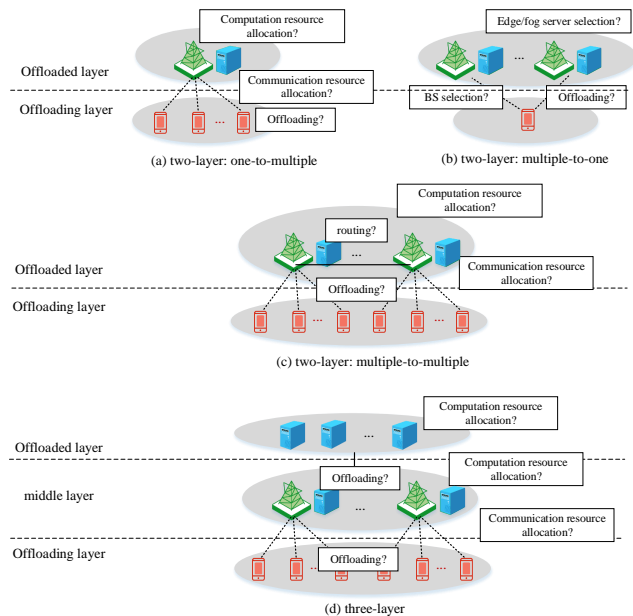 Computation resource
allocation?
Offloaded layer
Communication resource
allocation?
Offloading layer
Offloading?
...
(a) two-layer: one-to-multiple
Edge/fog server selection?
...
BS selection?
Offloading?
(b) two-layer: multiple-to-one
Computation resource
allocation?
routing?
...
Offloaded layer
Communication resource
allocation?
Offloading?
Offloading layer
...
...
(c) two-layer: multiple-to-multiple
Computation resource
allocation?
...
Offloaded layer
Computation resource
allocation?
Offloading?
middle layer
...
Communication resource
allocation?
Offloading layer
Offloading?
...
...
(d) three-layer